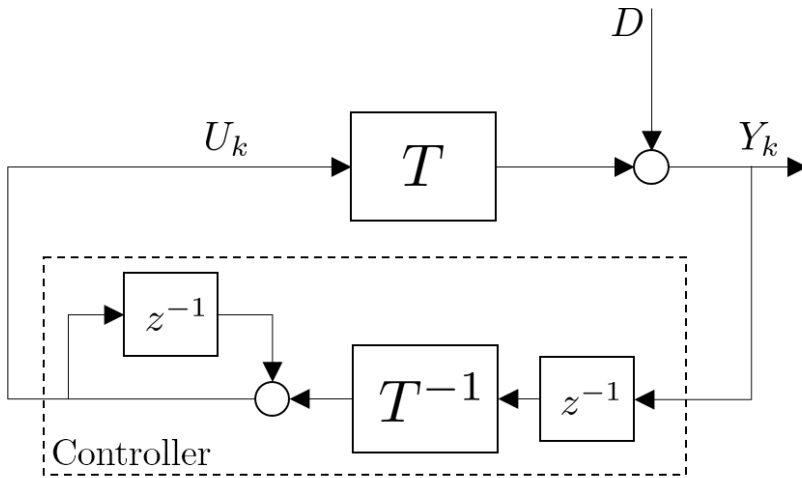 D
U_k
T
Y_k
z^{-1}
T^{-1}
z^{-1}
Controller